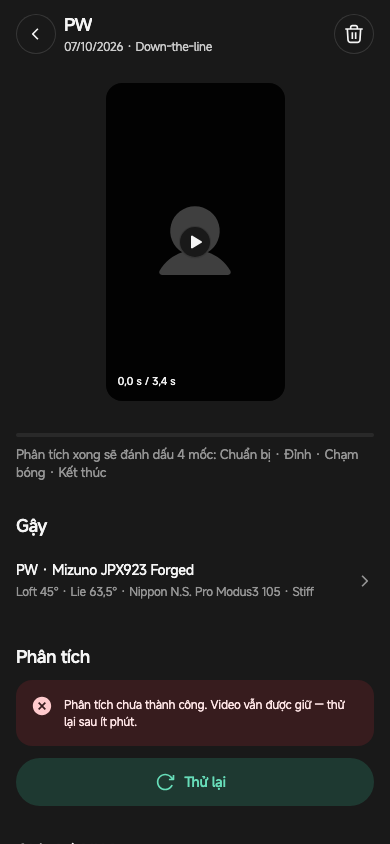 PW
07/10/2026 · Down-the-line
0,0 s / 3,4 s
Phân tích xong sẽ đánh dấu 4 mốc: Chuẩn bị · Đỉnh · Chạm
bóng · Kết thúc
Gậy
PW · Mizuno JPX923 Forged
Loft 45° · Lie 63,5° · Nippon N.S. Pro Modus3 105 · Stiff
Phân tích
Phân tích chưa thành công. Video vẫn được giữ — thử
lại sau ít phút.
Thử lại